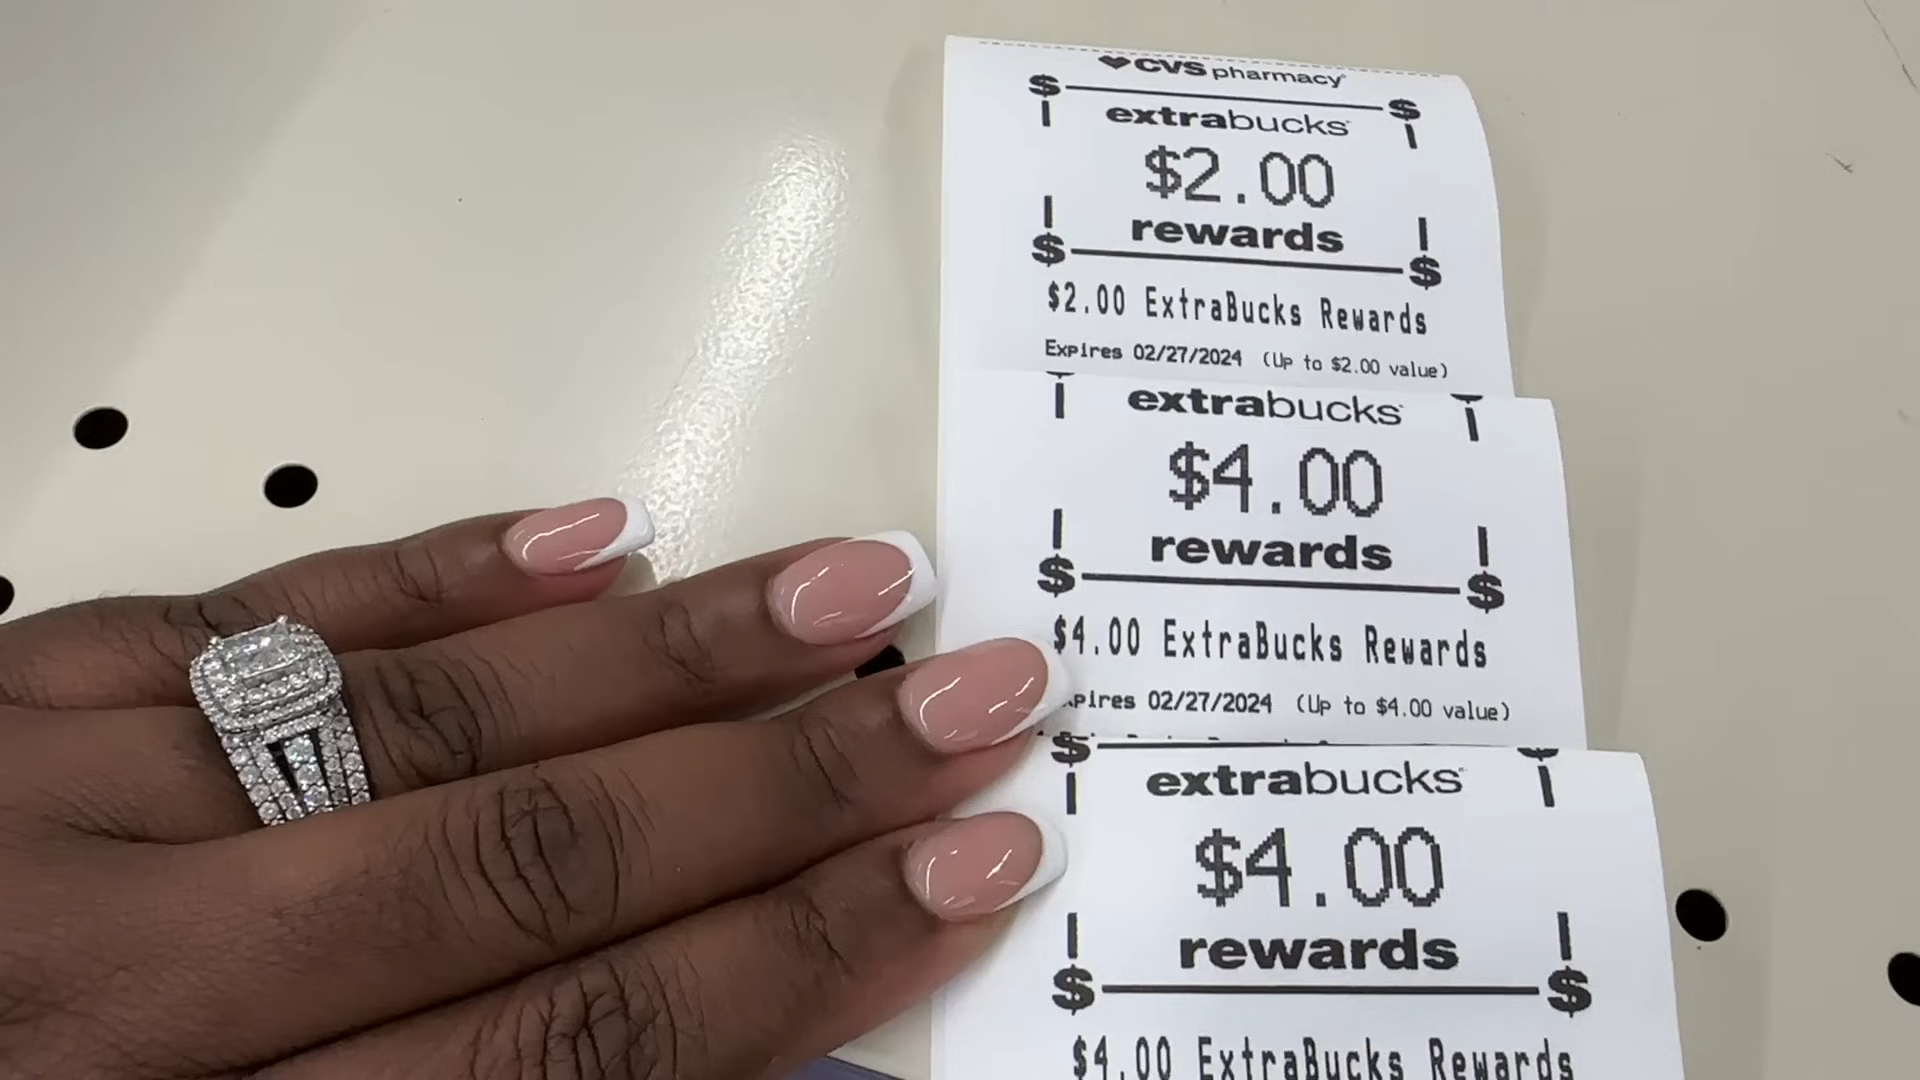 CVS pharmacy
$ $
extrabucks
$2.00
rewards
$ $
$2.00 ExtraBucks Rewards
Expires 02/27/2024 (Up to $2.00 value)
extrabucks
$4.00
rewards
$ $
$4.00 ExtraBucks Rewards
pires 02/27/2024 (Up to $4.00 value)
$
extrabucks
$4.00
rewards
$ $
$4.00 ExtraBucks Rewards